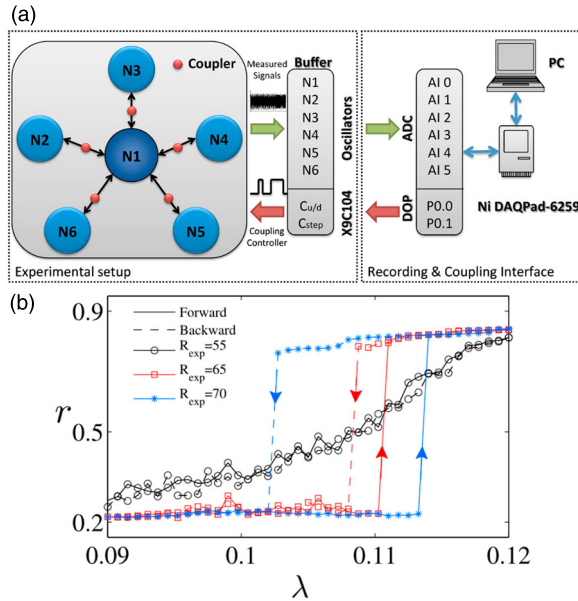 (a)
N3
Coupler
N2
N1
N4
N6
N5
Experimental setup
Measured
Signals
Coupling
Controller
Buffer
N1
N2
N3
N4
N5
N6
Cu/d
Cstep
Oscillators
X9C104
ADC
DOP
AI 0
AI 1
AI 2
AI 3
AI 4
AI 5
P0.0
P0.1
PC
Ni DAQPad-6259
Recording & Coupling Interface
(b)
Forward
Backward
Rexp=55
Rexp=65
Rexp=70
r
0.9
0.5
0.2
0.09
0.1
0.11
0.12
λ